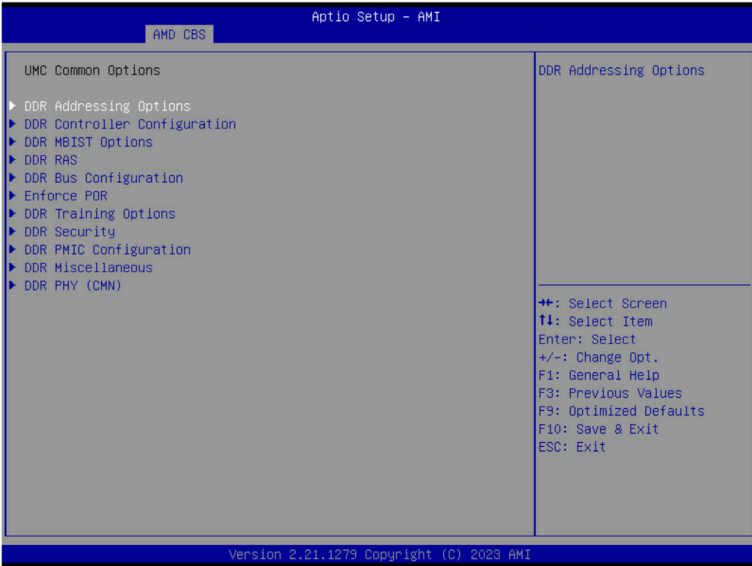 Aptio Setup – AMI
AMD CBS
UMC Common Options
DDR Addressing Options
DDR Controller Configuration
DDR MBIST Options
DDR RAS
DDR Bus Configuration
Enforce POR
DDR Training Options
DDR Security
DDR PMIC Configuration
DDR Miscellaneous
DDR PHY (CMN)
DDR Addressing Options
→←: Select Screen
↑↓: Select Item
Enter: Select
+/-: Change Opt.
F1: General Help
F3: Previous Values
F9: Optimized Defaults
F10: Save & Exit
ESC: Exit
Version 2.21.1279 Copyright (C) 2023 AMI